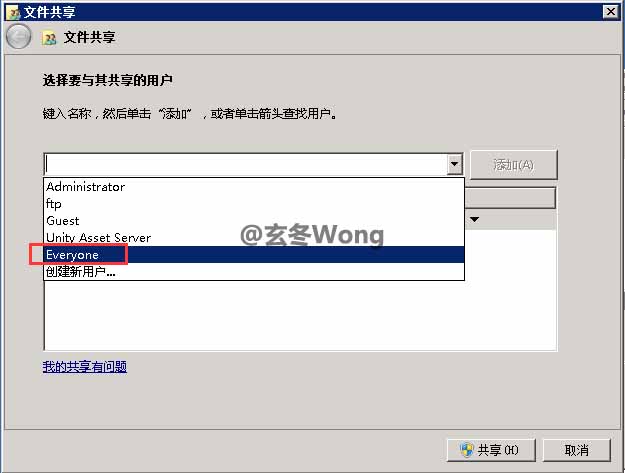 文件共享
文件共享
选择要与其共享的用户
键入名称，然后单击“添加”，或者单击箭头查找用户。
添加(A)
Administrator
ftp
Guest
Unity Asset Server
@玄冬Wong
Everyone
创建新用户...
我的共享有问题
共享(H)
取消